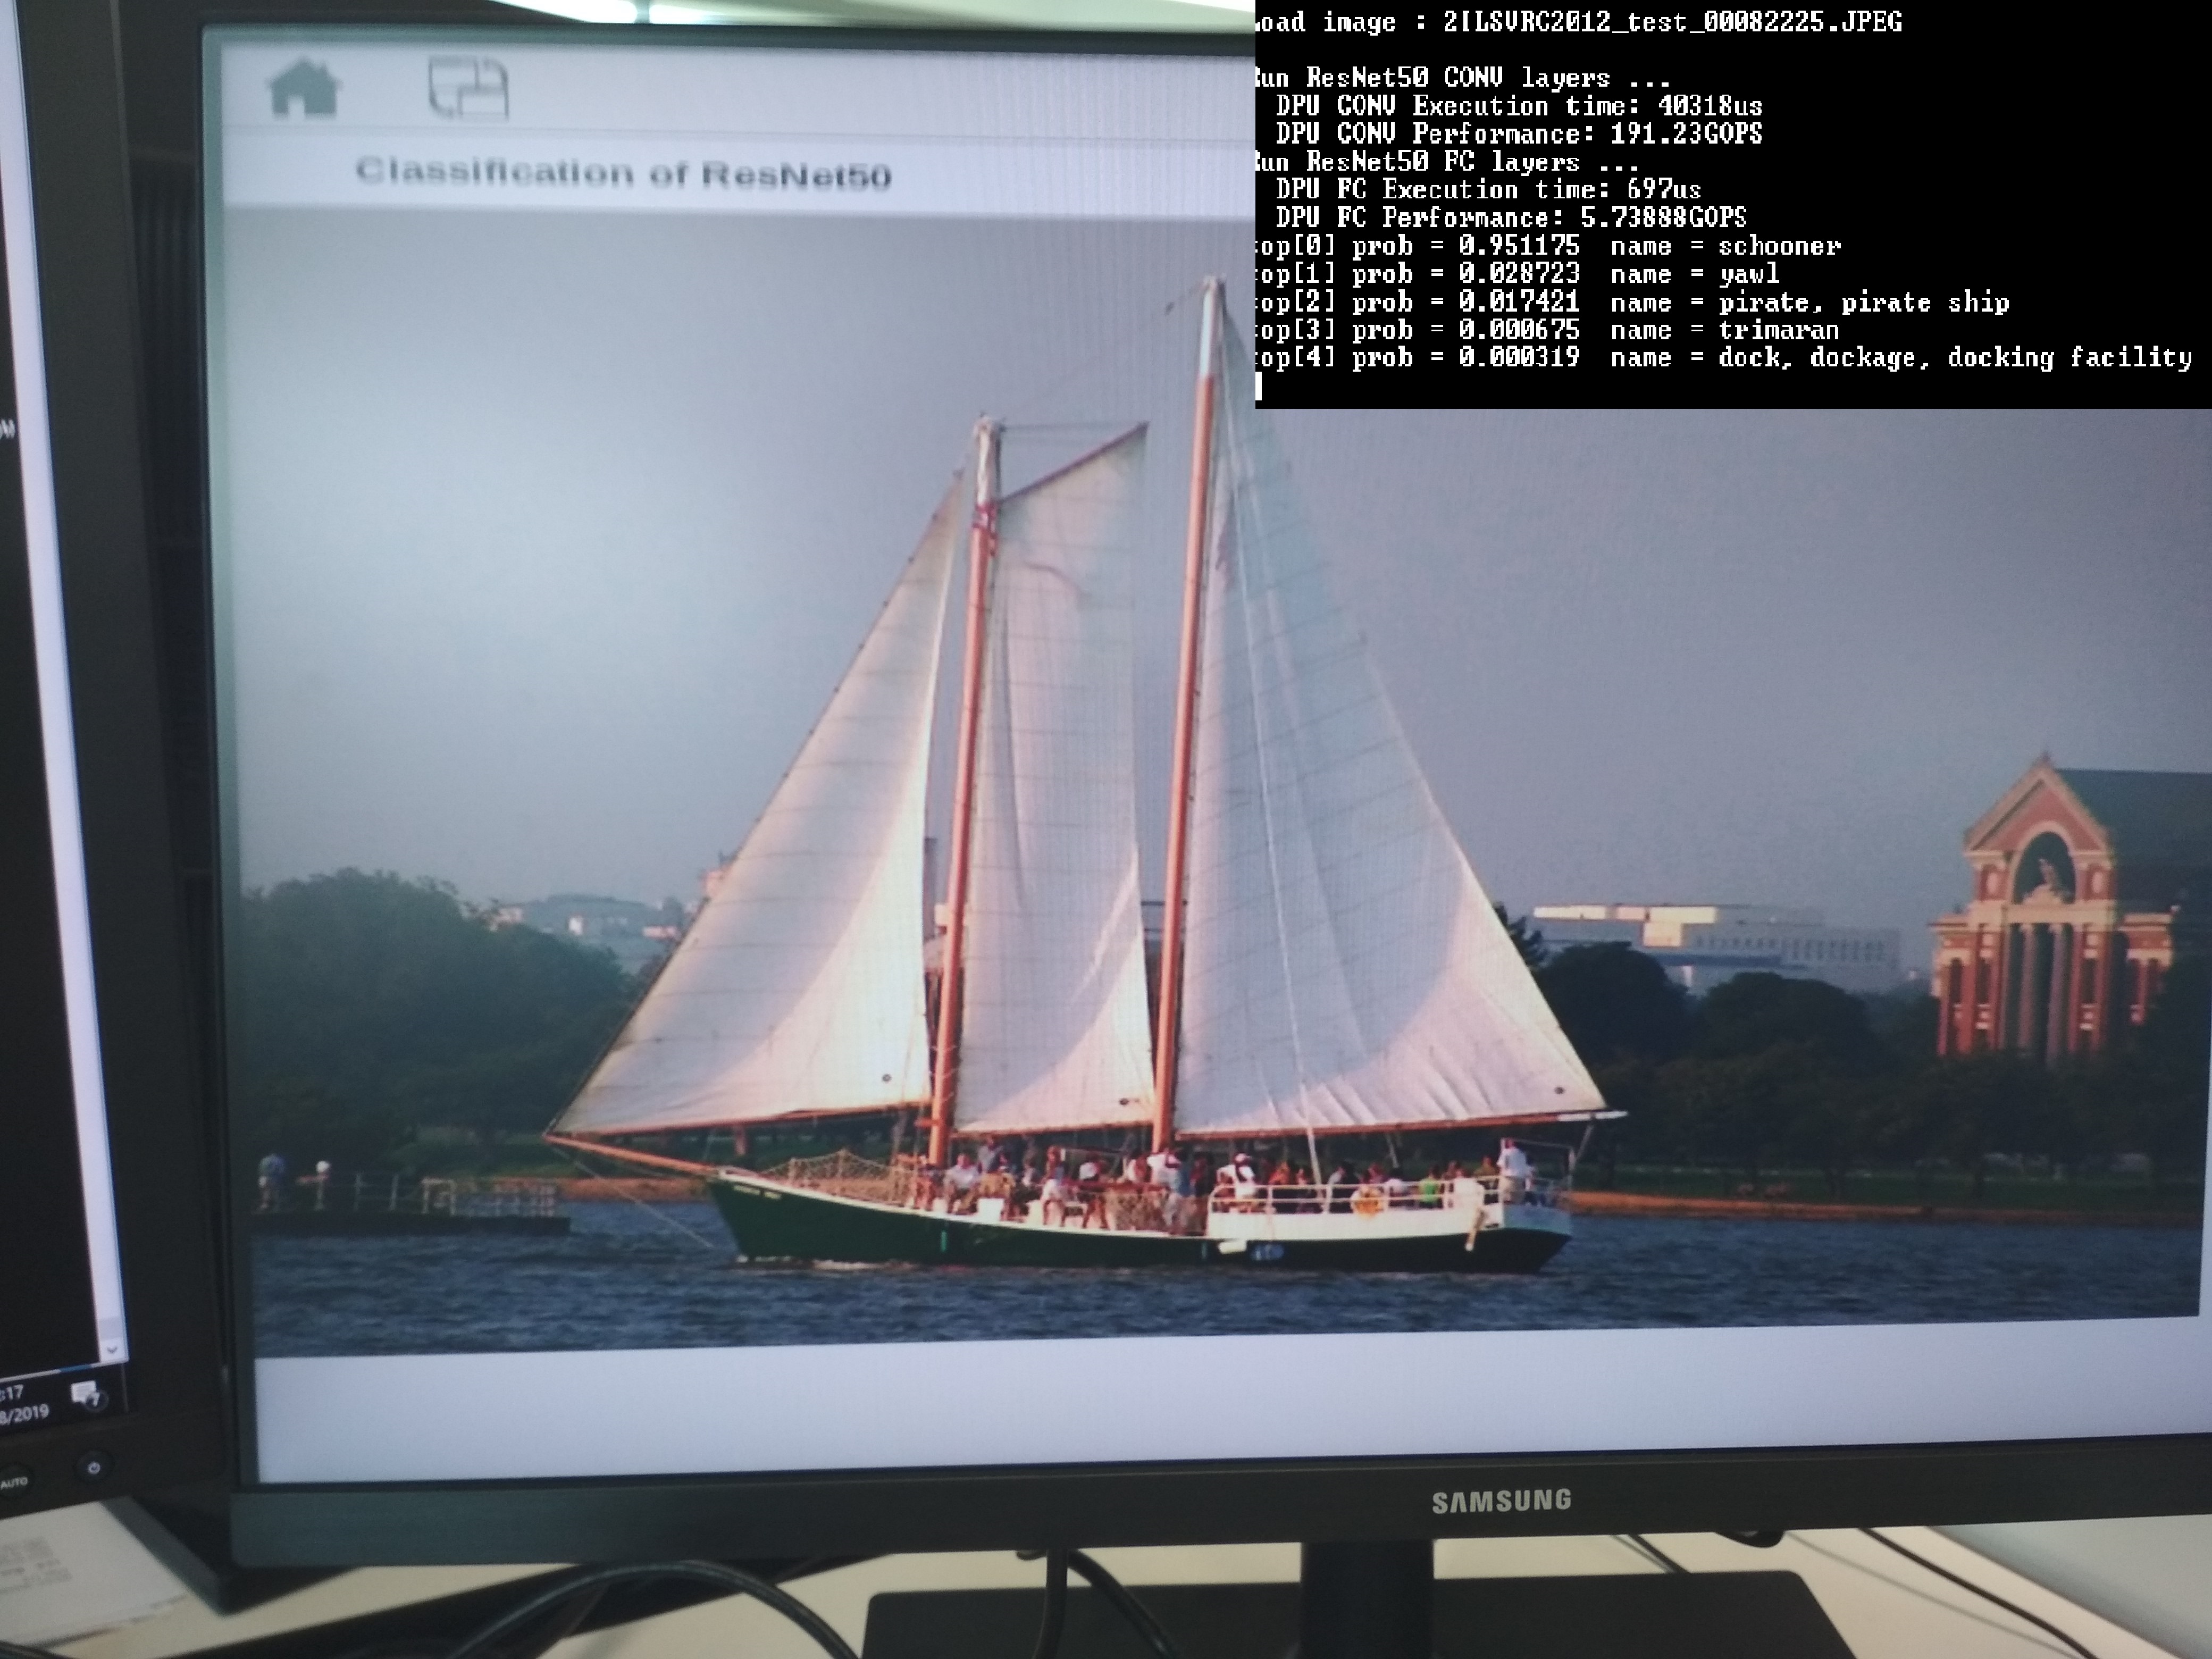 oad image : 2ILSVRC2012_test_00082225.JPEG
un ResNet50 CONV layers ...
DPU CONV Execution time: 40318us
DPU CONV Performance: 191.23GOPS
un ResNet50 FC layers ...
DPU FC Execution time: 697us
DPU FC Performance: 5.73888GOPS
op[0] prob = 0.951175 name = schooner
op[1] prob = 0.028723 name = yawl
op[2] prob = 0.017421 name = pirate, pirate ship
op[3] prob = 0.000675 name = trimaran
op[4] prob = 0.000319 name = dock, dockage, docking facility
Classification of ResNet50
:17
8/2019
7
AUTO
SAMSUNG